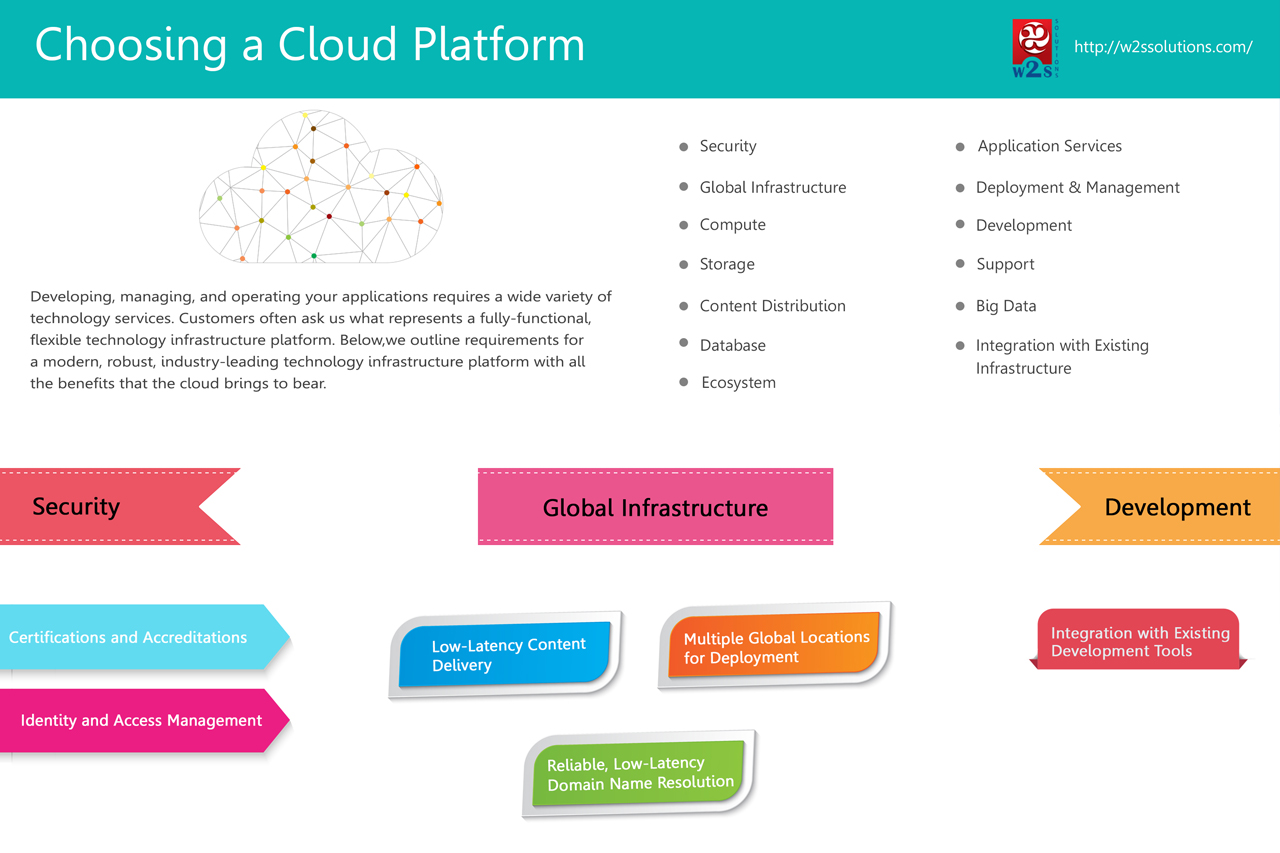 Choosing a Cloud Platform
w2s
SOLUTIONS
http://w2ssolutions.com/
Developing, managing, and operating your applications requires a wide variety of
technology services. Customers often ask us what represents a fully-functional,
flexible technology infrastructure platform. Below,we outline requirements for
a modern, robust, industry-leading technology infrastructure platform with all
the benefits that the cloud brings to bear.
Security
Global Infrastructure
Compute
Storage
Content Distribution
Database
Ecosystem
Application Services
Deployment & Management
Development
Support
Big Data
Integration with Existing
Infrastructure
Security
Global Infrastructure
Development
Certifications and Accreditations
Identity and Access Management
Low-Latency Content
Delivery
Multiple Global Locations
for Deployment
Reliable, Low-Latency
Domain Name Resolution
Integration with Existing
Development Tools